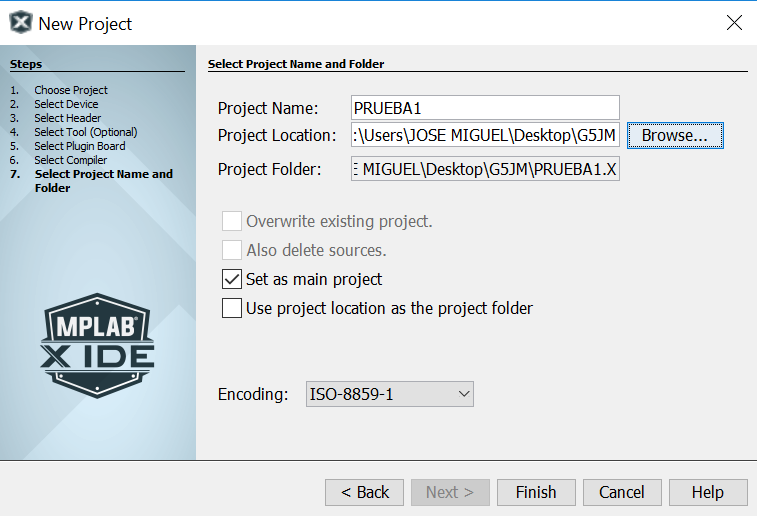 New Project
Steps
1. Choose Project
2. Select Device
3. Select Header
4. Select Tool (Optional)
5. Select Plugin Board
6. Select Compiler
7. Select Project Name and
Folder
MPLAB®
X IDE
Select Project Name and Folder
Project Name: PRUEBA1
Project Location: :\Users\JOSE MIGUEL\Desktop\G5JM Browse...
Project Folder: E MIGUEL\Desktop\G5JM\PRUEBA1.X
Overwrite existing project.
Also delete sources.
Set as main project
Use project location as the project folder
Encoding: ISO-8859-1
< Back Next > Finish Cancel Help